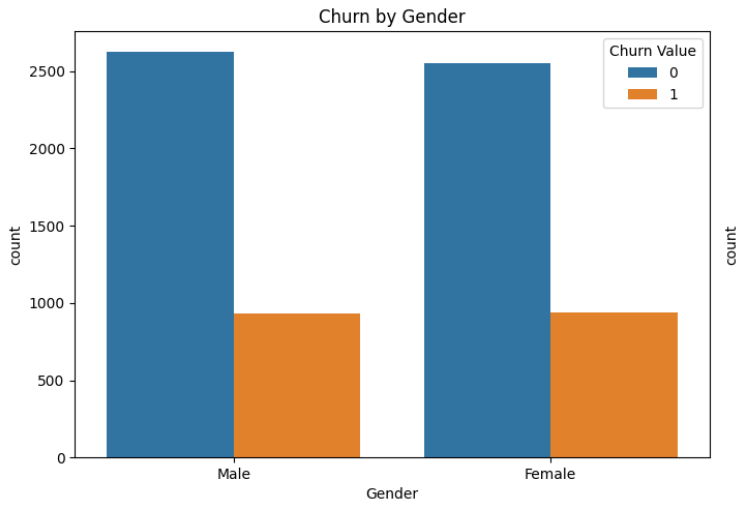 Churn by Gender
Churn Value
0
1
2500
2000
1500
1000
500
0
count
count
Male
Female
Gender